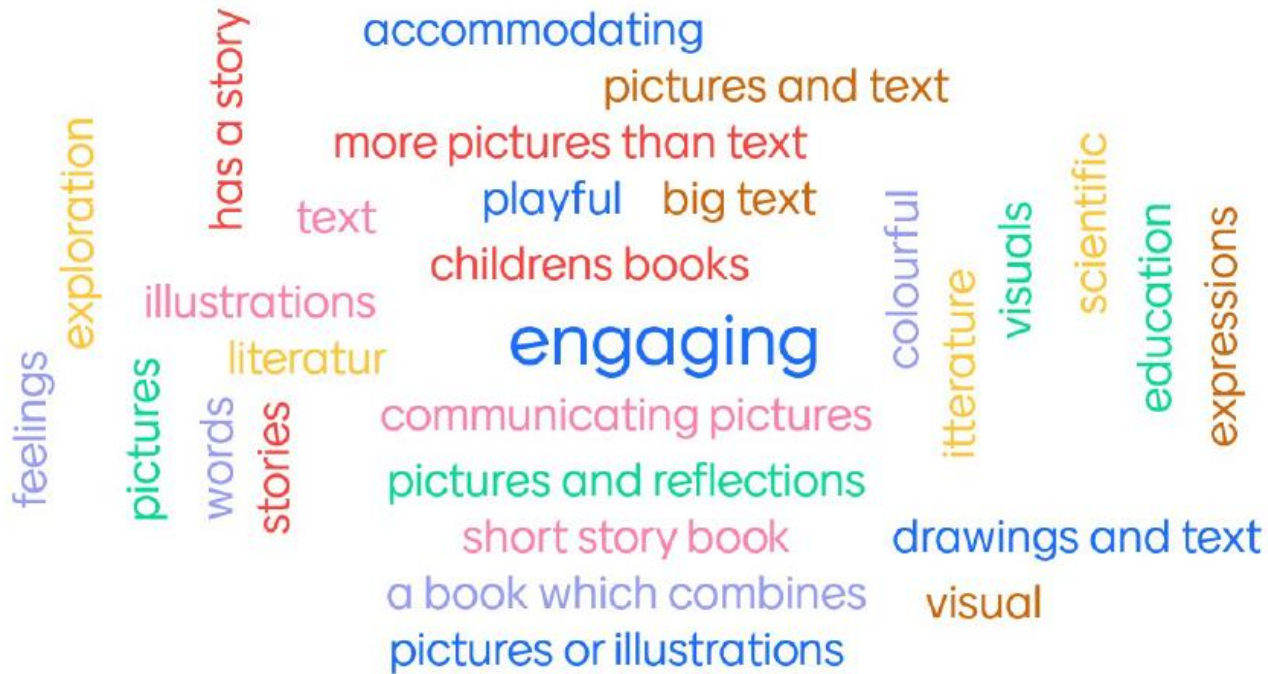 accommodating
pictures and text
has a story
more pictures than text
exploration
text
playful
big text
childrens books
colourful
visuals
scientific
education
expressions
illustrations
engaging
literatur
itterature
feelings
pictures
words
stories
communicating pictures
pictures and reflections
short story book
drawings and text
a book which combines
visual
pictures or illustrations